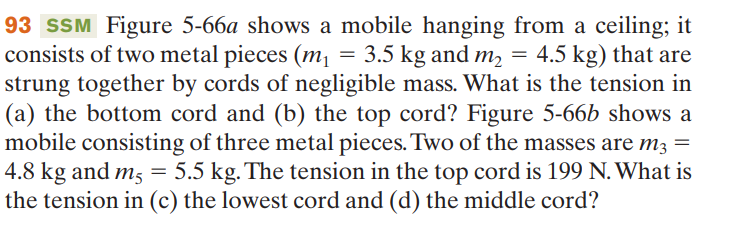 93 SSM Figure 5-66a shows a mobile hanging from a ceiling; it
consists of two metal pieces (m₁ = 3.5 kg and m₂ = 4.5 kg) that are
strung together by cords of negligible mass. What is the tension in
(a) the bottom cord and (b) the top cord? Figure 5-66b shows a
mobile consisting of three metal pieces. Two of the masses are m₃ =
4.8 kg and m₅ = 5.5 kg. The tension in the top cord is 199 N. What is
the tension in (c) the lowest cord and (d) the middle cord?